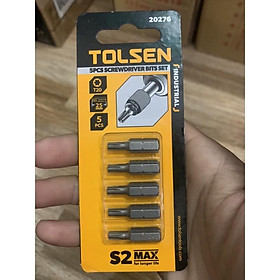 20276
TOLSEN
5PCS SCREWDRIVER BITS SET
INDUSTRIAL
T20
25
5
PCS
S2 MAX
for longer life